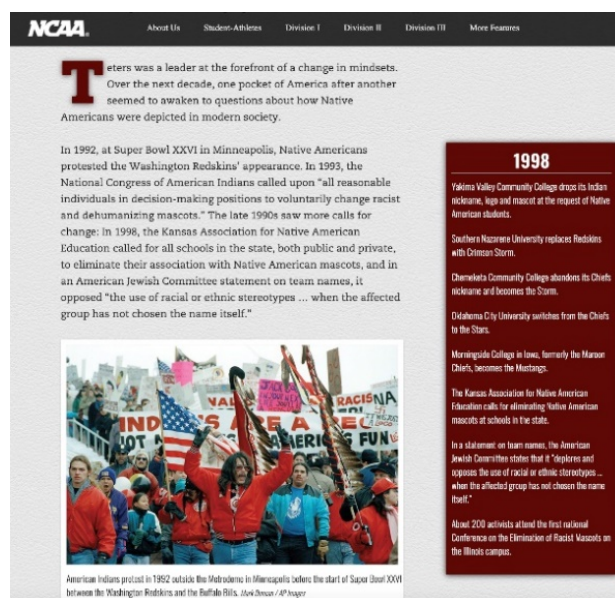 NCAA
About Us Student-Athletes Division I Division II Division III More Features
Teters was a leader at the forefront of a change in mindsets.
Over the next decade, one pocket of America after another
seemed to awaken to questions about how Native
Americans were depicted in modern society.
In 1992, at Super Bowl XXVI in Minneapolis, Native Americans
protested the Washington Redskins' appearance. In 1993, the
National Congress of American Indians called upon "all reasonable
individuals in decision-making positions to voluntarily change racist
and dehumanizing mascots." The late 1990s saw more calls for
change: In 1998, the Kansas Association for Native American
Education called for all schools in the state, both public and private,
to eliminate their association with Native American mascots, and in
an American Jewish Committee statement on team names, it
opposed "the use of racial or ethnic stereotypes ... when the affected
group has not chosen the name itself."
RACIS
IND
NOT
A
FUN
American Indians protest in 1992 outside the Metrodome in Minneapolis before the start of Super Bowl XXVI
between the Washington Redskins and the Buffalo Bills. / AP Images
1998
Yakima Valley Community College drops its Indian
nickname, logo and mascot at the request of Native
American students.
Southern Nazarene University replaces Redskins
with Crimson Storm.
Chemeketa Community College abandons its Chiefs
nickname and becomes the Storm.
Oklahoma City University switches from the Chiefs
to the Stars.
Morningside College in Iowa, formerly the Maroon
Chiefs, becomes the Mustangs.
The Kansas Association for Native American
Education calls for eliminating Native American
mascots at schools in the state.
In a statement on team names, the American
Jewish Committee states that it "deplores and
opposes the use of racial or ethnic stereotypes ...
when the affected group has not chosen the name
itself."
About 200 activists attend the first national
Conference on the Elimination of Racist Mascots on
the Illinois campus.